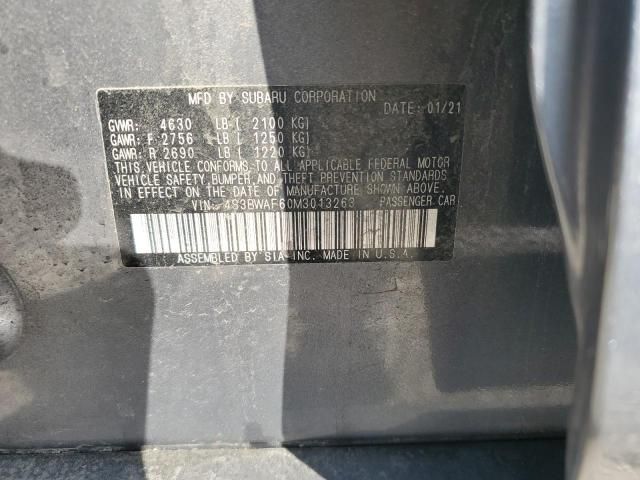 MFD BY SUBARU CORPORATION
DATE: 01/21
GVWR: 4630 LB [ 2100 KG]
GAWR: F 2756 LB [ 1250 KG]
GAWR: R 2690 LB [ 1220 KG]
THIS VEHICLE CONFORMS TO ALL APPLICABLE FEDERAL MOTOR
VEHICLE SAFETY, BUMPER, AND THEFT PREVENTION STANDARDS
IN EFFECT ON THE DATE OF MANUFACTURE SHOWN ABOVE.
VIN: 4S3BWAF60M3013263 PASSENGER CAR
ASSEMBLED BY SIA-INC. MADE IN U.S.A.